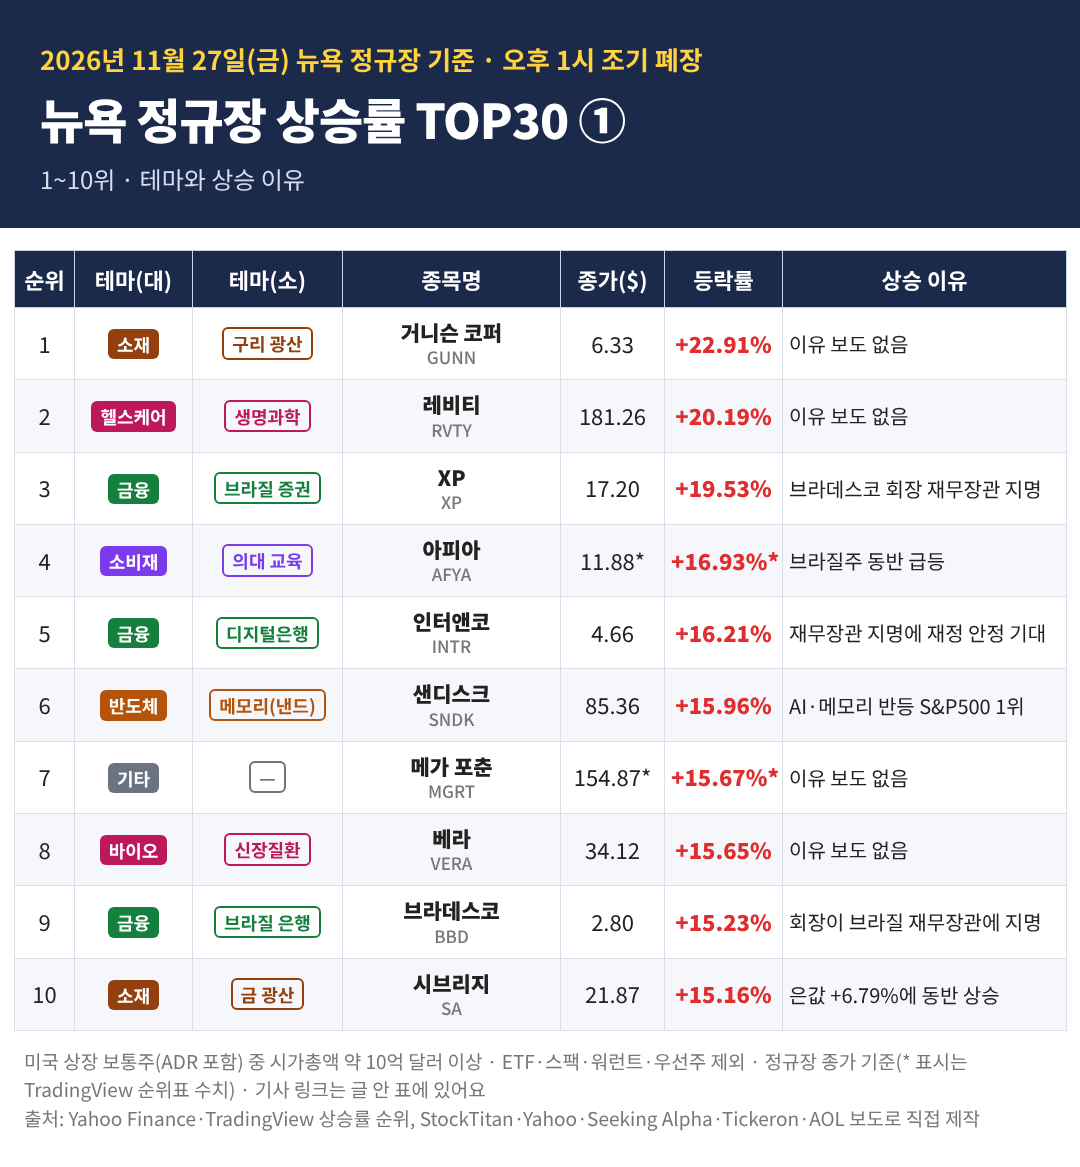 2026년 11월 27일(금) 뉴욕 정규장 기준 · 오후 1시 조기 폐장
뉴욕 정규장 상승률 TOP30 ①
1~10위 · 테마와 상승 이유
순위 테마(대) 테마(소) 종목명 종가($) 등락률 상승 이유
1 소재 구리 광산 거니슨 코퍼 GUNN 6.33 +22.91% 이유 보도 없음
2 헬스케어 생명과학 레비티 RVTY 181.26 +20.19% 이유 보도 없음
3 금융 브라질 증권 XP XP 17.20 +19.53% 브라데스코 회장 재무장관 지명
4 소비재 의대 교육 아피아 AFYA 11.88* +16.93%* 브라질주 동반 급등
5 금융 디지털은행 인터앤코 INTR 4.66 +16.21% 재무장관 지명에 재정 안정 기대
6 반도체 메모리(낸드) 샌디스크 SNDK 85.36 +15.96% AI·메모리 반등 S&P500 1위
7 기타 — 메가 포춘 MGRT 154.87* +15.67%* 이유 보도 없음
8 바이오 신장질환 베라 VERA 34.12 +15.65% 이유 보도 없음
9 금융 브라질 은행 브라데스코 BBD 2.80 +15.23% 회장이 브라질 재무장관에 지명
10 소재 금 광산 시브리지 SA 21.87 +15.16% 은값 +6.79%에 동반 상승
미국 상장 보통주(ADR 포함) 중 시가총액 약 10억 달러 이상 · ETF·스팩·워런트·우선주 제외 · 정규장 종가 기준(* 표시는
TradingView 순위표 수치) · 기사 링크는 글 안 표에 있어요
출처: Yahoo Finance·TradingView 상승률 순위, StockTitan·Yahoo·Seeking Alpha·Tickeron·AOL 보도로 직접 제작